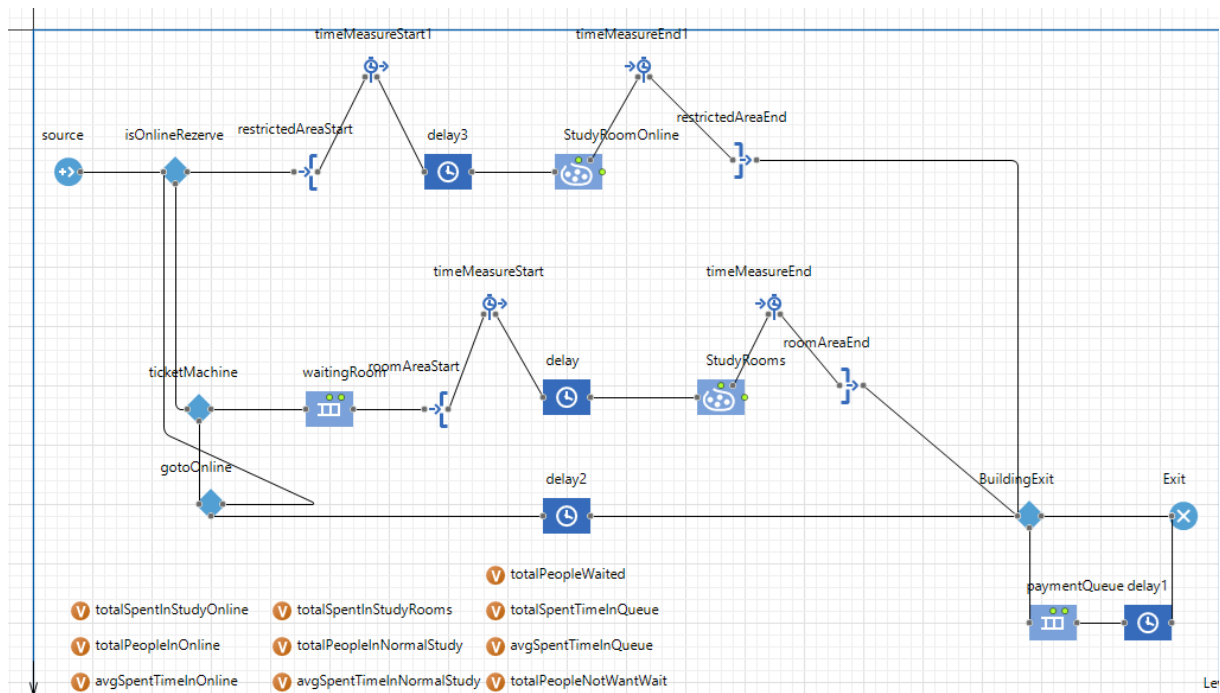 timeMeasureStart1
timeMeasureEnd1
source
isOnlineRezerve
restrictedAreaStart
delay3
StudyRoomOnline
restrictedAreaEnd
timeMeasureStart
timeMeasureEnd
ticketMachine
waitingRoom
roomAreaStart
delay
StudyRooms
roomAreaEnd
gotoOnline
delay2
BuildingExit
Exit
totalPeopleWaited
paymentQueue
delay1
totalSpentInStudyOnline
totalSpentInStudyRooms
totalSpentTimeInQueue
totalPeopleInOnline
totalPeopleInNormalStudy
avgSpentTimeInQueue
avgSpentTimeInOnline
avgSpentTimeInNormalStudy
totalPeopleNotWantWait